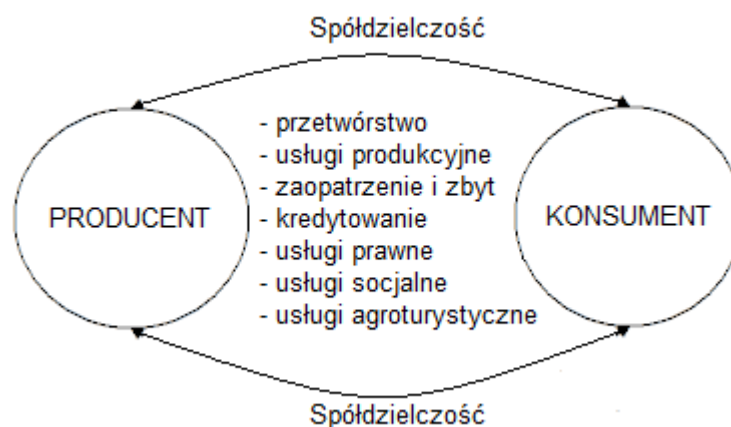 Spółdzielczość
- przetwórstwo
- usługi produkcyjne
- zaopatrzenie i zbyt
PRODUCENT
- kredytowanie
KONSUMENT
- usługi prawne
- usługi socjalne
- usługi agroturystyczne
Spółdzielczość